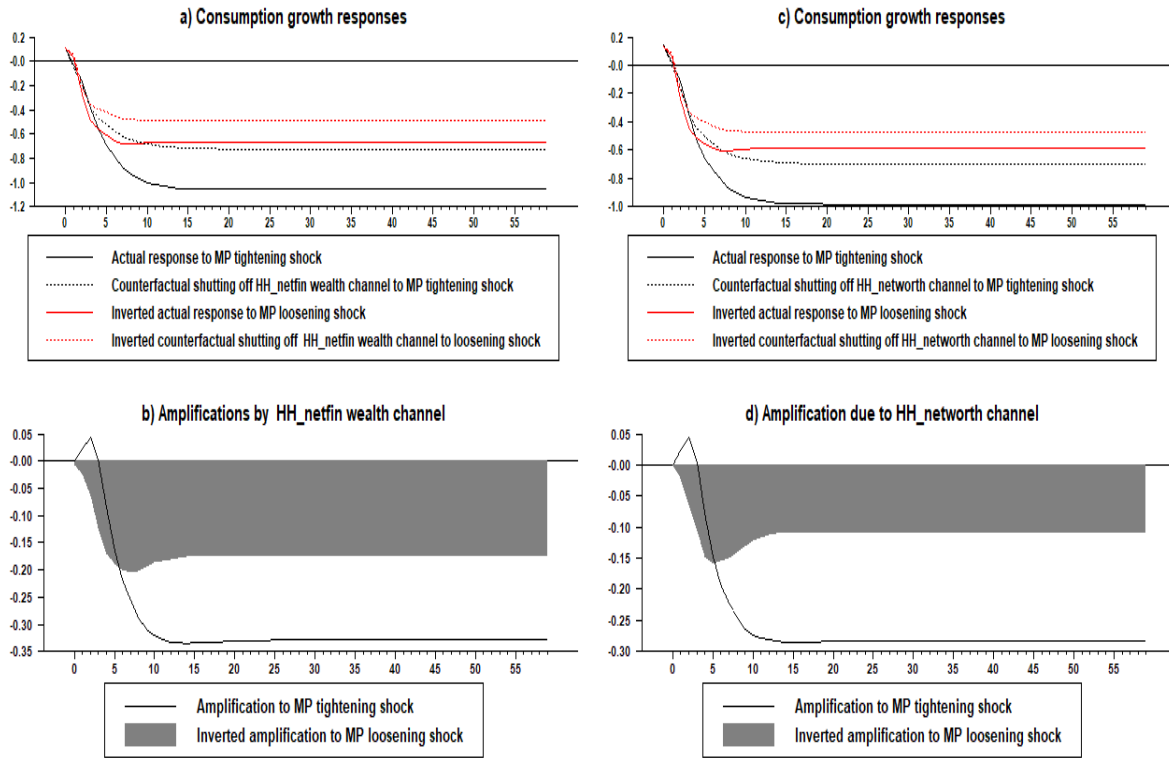 a) Consumption growth responses
0.2
-0.0
-0.2
-0.4
-0.6
-0.8
-1.0
-1.2
0 5 10 15 20 25 30 35 40 45 50 55
Actual response to MP tightening shock
Counterfactual shutting off HH_netfin wealth channel to MP tightening shock
Inverted actual response to MP loosening shock
Inverted counterfactual shutting off HH_netfin wealth channel to loosening shock
b) Amplifications by HH_netfin wealth channel
0.05
-0.00
-0.05
-0.10
-0.15
-0.20
-0.25
-0.30
-0.35
0 5 10 15 20 25 30 35 40 45 50 55
Amplification to MP tightening shock
Inverted amplification to MP loosening shock
c) Consumption growth responses
0.2
-0.0
-0.2
-0.4
-0.6
-0.8
-1.0
0 5 10 15 20 25 30 35 40 45 50 55
Actual response to MP tightening shock
Counterfactual shutting off HH_networth channel to MP tightening shock
Inverted actual response to MP loosening shock
Inverted counterfactual shutting off HH_networth channel to MP loosening shock
d) Amplification due to HH_networth channel
0.05
-0.00
-0.05
-0.10
-0.15
-0.20
-0.25
-0.30
0 5 10 15 20 25 30 35 40 45 50 55
Amplification to MP tightening shock
Inverted amplification to MP loosening shock